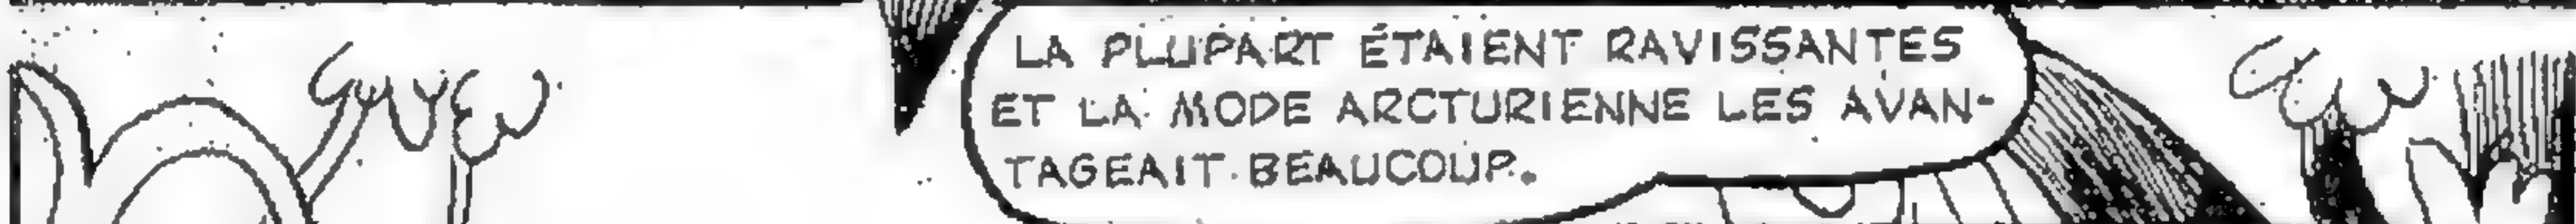 LA PLUPART ÉTAIENT RAVISSANTES
ET LA MODE ARCTURIENNE LES AVAN-
TAGEAIT BEAUCOUP.